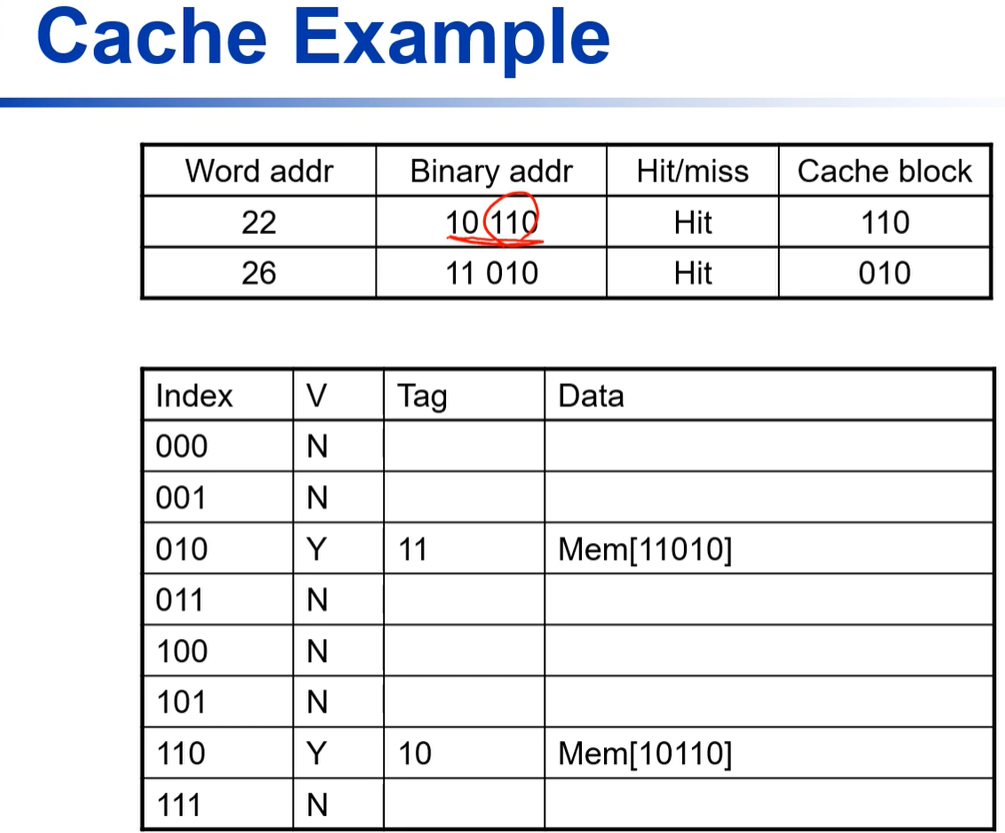 Cache Example
Word addr Binary addr Hit/miss Cache block
22 10 110 Hit 110
26 11 010 Hit 010
Index V Tag Data
000 N
001 N
010 Y 11 Mem[11010]
011 N
100 N
101 N
110 Y 10 Mem[10110]
111 N